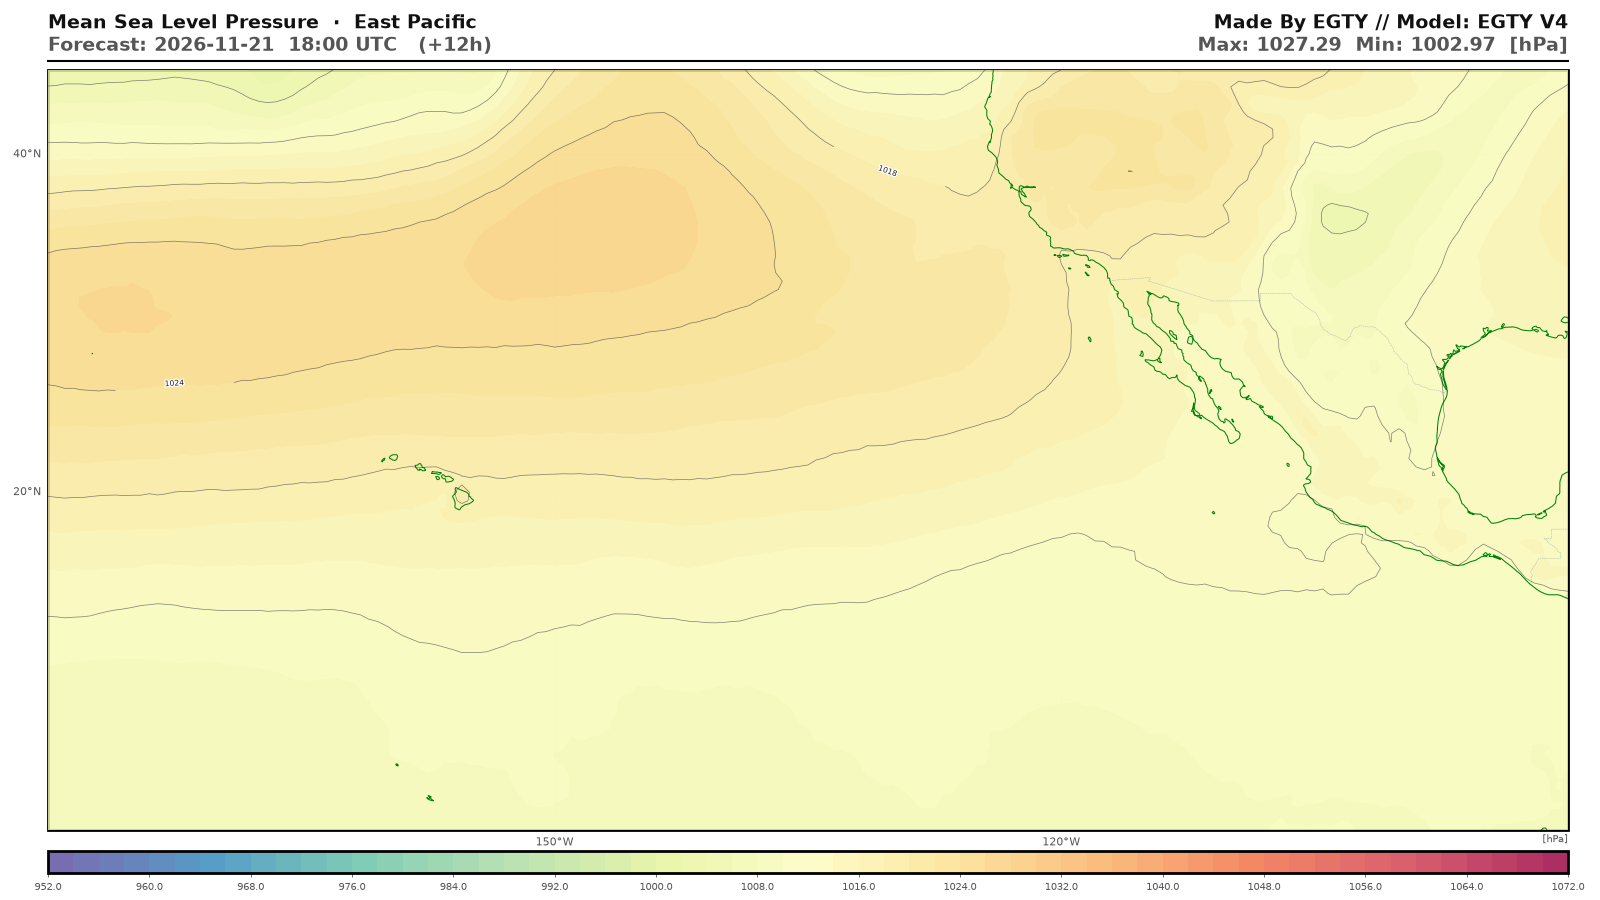 Mean Sea Level Pressure · East Pacific
Made By EGTY // Model: EGTY V4
Forecast: 2026-11-21 18:00 UTC (+12h)
Max: 1027.29 Min: 1002.97 [hPa]
40°N
1018
1024
20°N
150°W
120°W
[hPa]
952.0 960.0 968.0 976.0 984.0 992.0 1000.0 1008.0 1016.0 1024.0 1032.0 1040.0 1048.0 1056.0 1064.0 1072.0